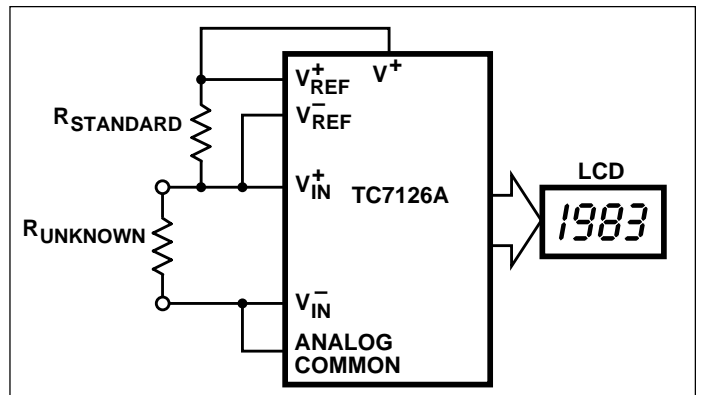 V+REF
V+
RSTANDARD
V−REF
LCD
V+IN
TC7126A
1983
RUNKNOWN
V−IN
ANALOG
COMMON